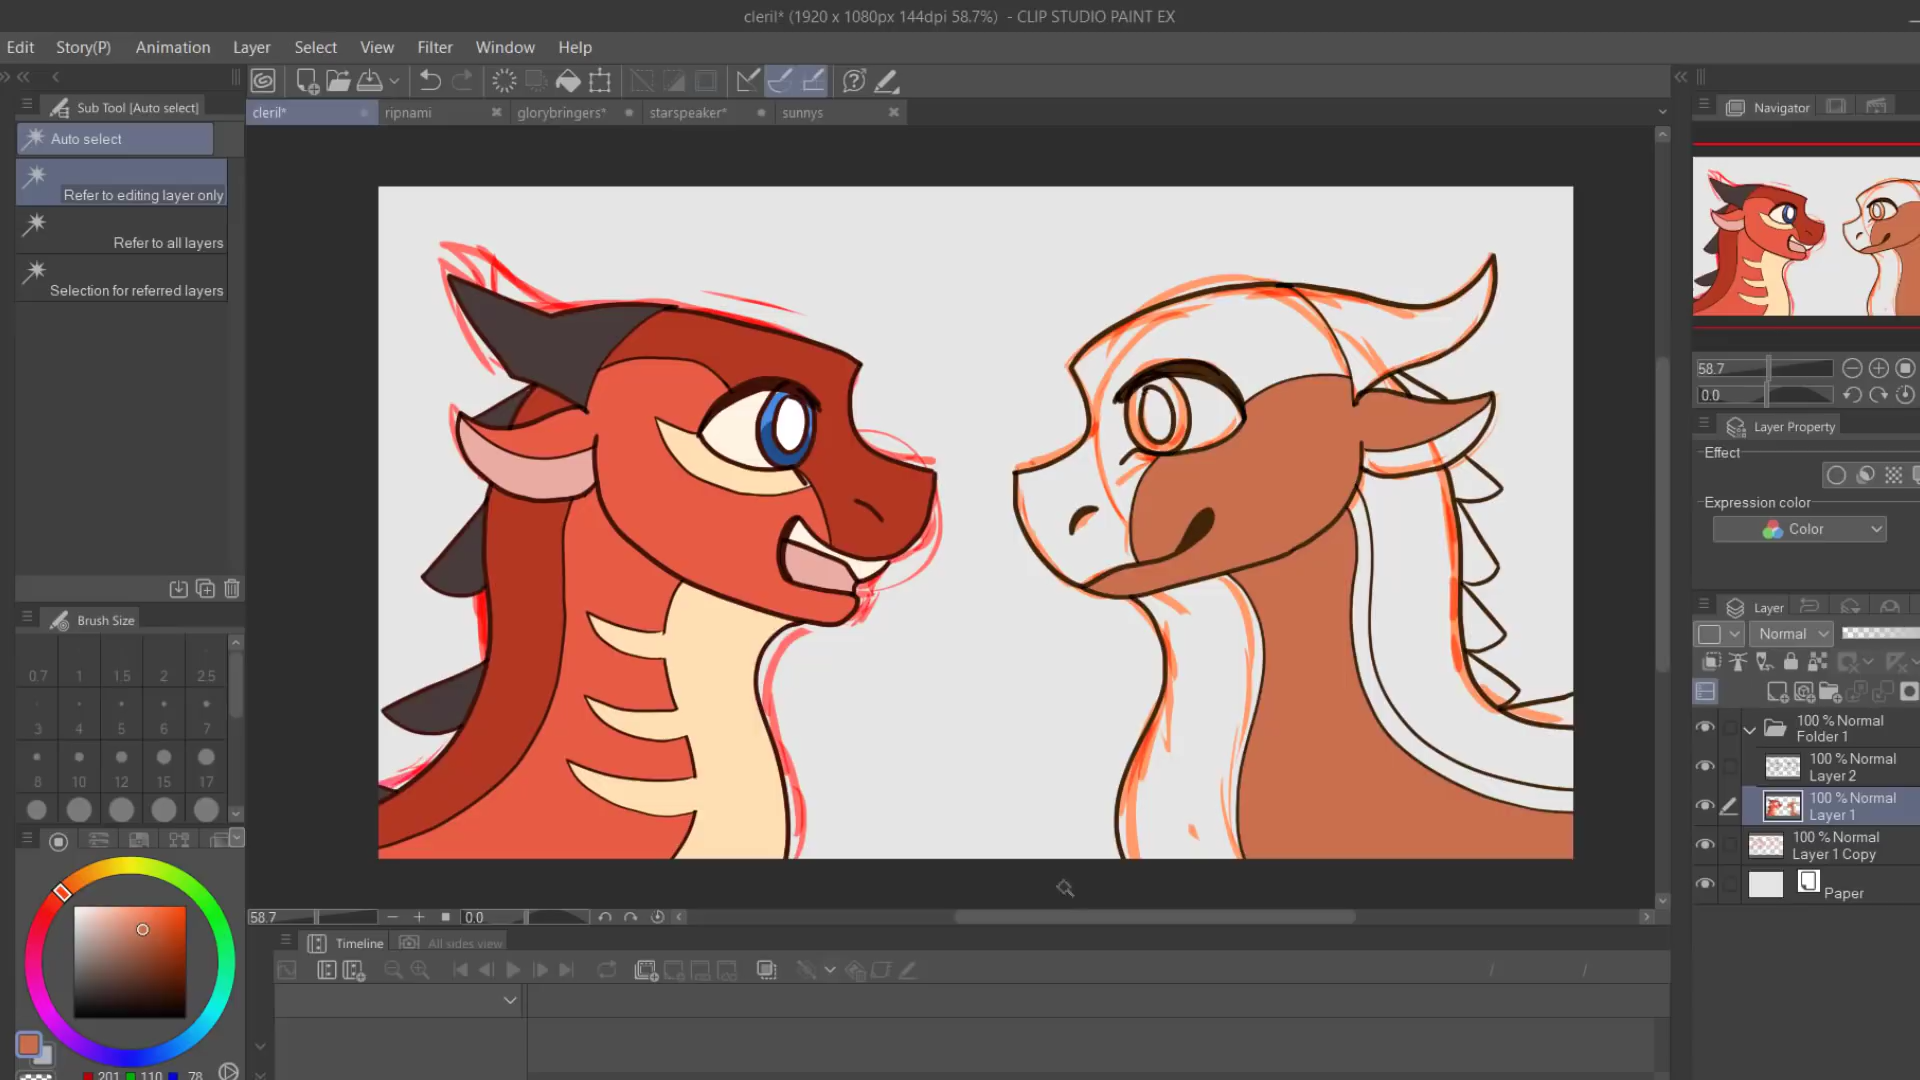 cleril* (1920 x 1080px 144dpi 58.7%) - CLIP STUDIO PAINT EX
Edit Story(P) Animation Layer Select View Filter Window Help
Sub Tool [Auto select]
Auto select
Refer to editing layer only
Refer to all layers
Selection for referred layers
cleril* ripnami glorybringers* starspeaker* sunnys
Brush Size
0.7 1 1.5 2 2.5
3 4 5 6 7
8 10 12 15 17
201 110 78
58.7 0.0
Timeline All sides view
Navigator
58.7
0.0
Layer Property
Effect
Expression color
Color
Layer
Normal
100 % Normal
Folder 1
100 % Normal
Layer 2
100 % Normal
Layer 1
100 % Normal
Layer 1 Copy
Paper